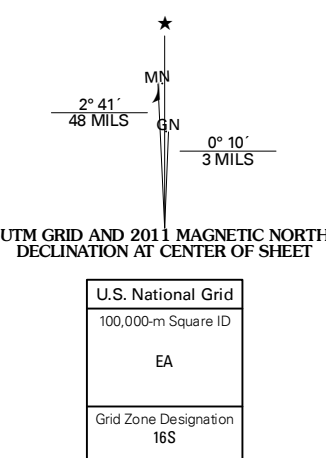 ★
MN
GN
2° 41´
48 MILS
0° 10´
3 MILS
UTM GRID AND 2011 MAGNETIC NORTH
DECLINATION AT CENTER OF SHEET
U.S. National Grid
100,000-m Square ID
EA
Grid Zone Designation
16S